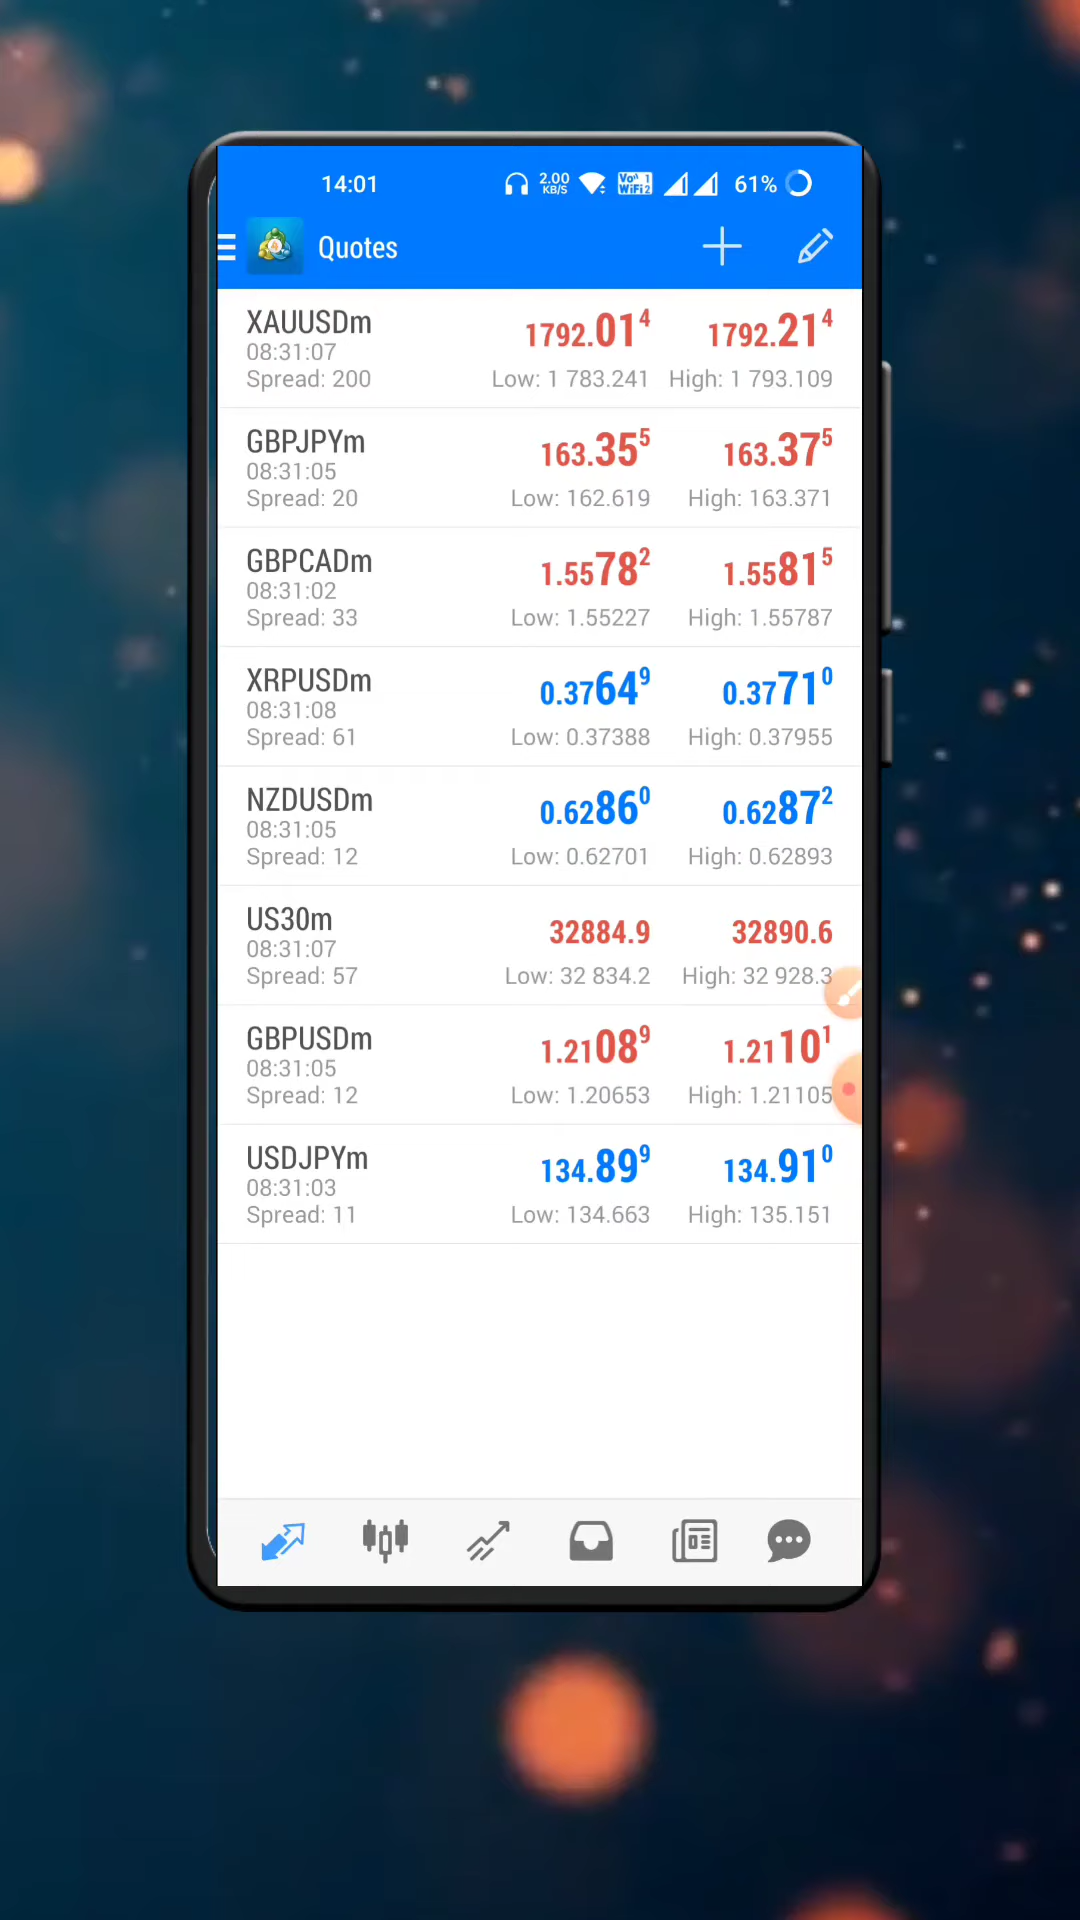 14:01 2.00 KB/S Vo)) 1 WiFi 2 61%
Quotes
XAUUSDm 1792.014 1792.214
08:31:07
Spread: 200 Low: 1 783.241 High: 1 793.109
GBPJPYm 163.355 163.375
08:31:05
Spread: 20 Low: 162.619 High: 163.371
GBPCADm 1.55782 1.55815
08:31:02
Spread: 33 Low: 1.55227 High: 1.55787
XRPUSDm 0.37649 0.37710
08:31:08
Spread: 61 Low: 0.37388 High: 0.37955
NZDUSDm 0.62860 0.62872
08:31:05
Spread: 12 Low: 0.62701 High: 0.62893
US30m 32884.9 32890.6
08:31:07
Spread: 57 Low: 32 834.2 High: 32 928.3
GBPUSDm 1.21089 1.21101
08:31:05
Spread: 12 Low: 1.20653 High: 1.21105
USDJPYm 134.899 134.910
08:31:03
Spread: 11 Low: 134.663 High: 135.151